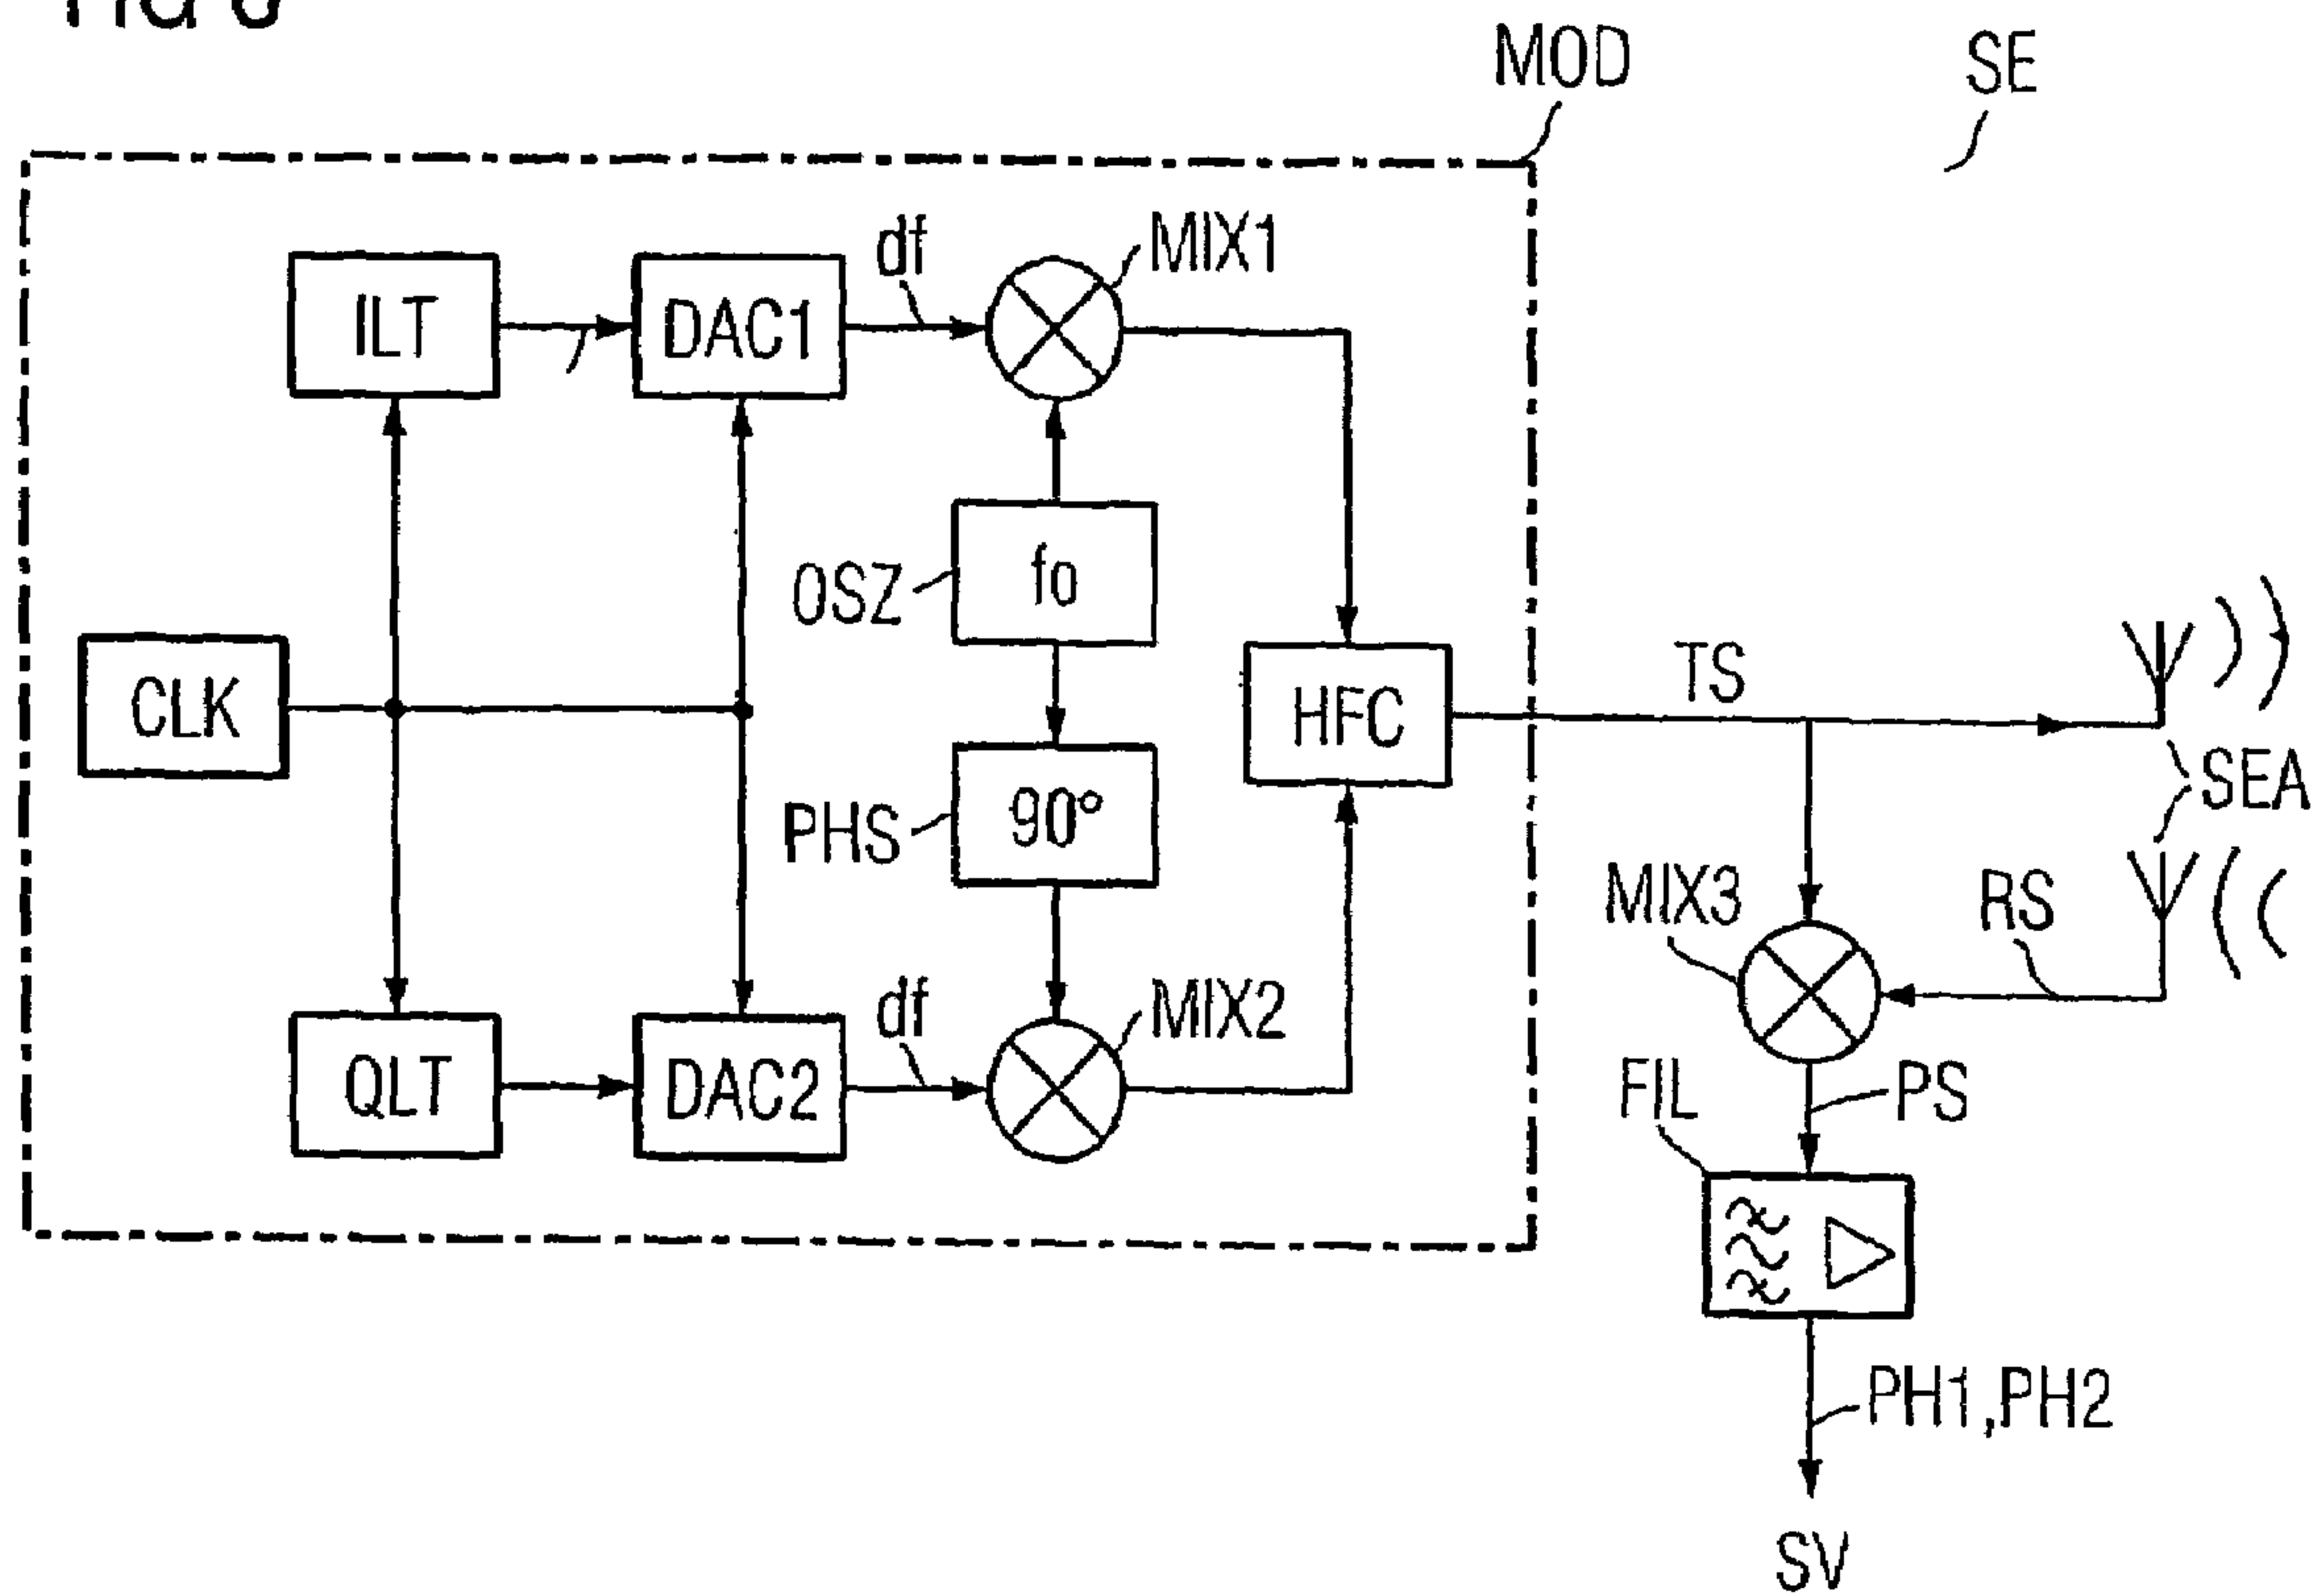 MOD
SE
df
MIX1
ILT
DAC1
OSZ
fo
CLK
HFC
TS
PHS
90°
SEA
MIX3
RS
df
MIX2
QLT
DAC2
FIL
PS
PH1,PH2
SV